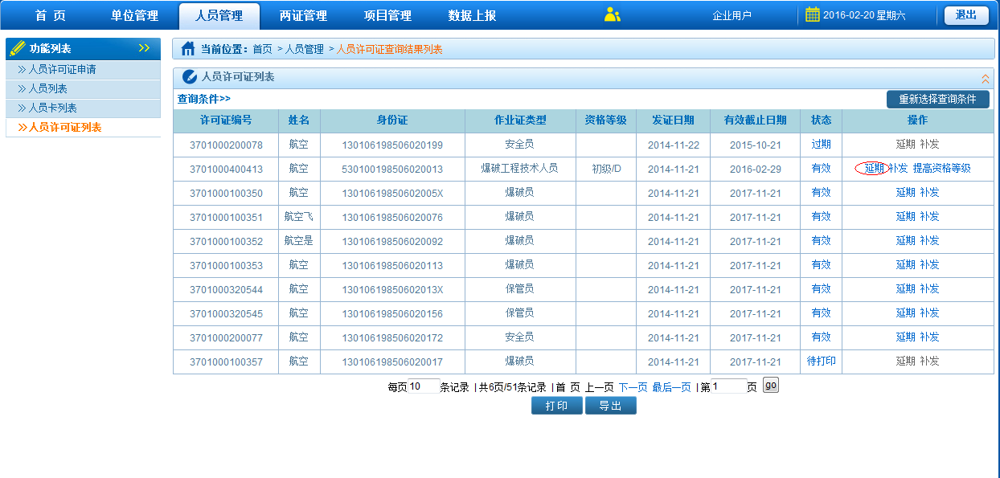 首 页 单位管理 人员管理 两证管理 项目管理 数据上报 企业用户 2016-02-20 星期六 退出
功能列表 >>
>> 人员许可证申请
>> 人员列表
>> 人员卡列表
>> 人员许可证列表
当前位置: 首页 > 人员管理 > 人员许可证查询结果列表
人员许可证列表
查询条件>> 重新选择查询条件
许可证编号 姓名 身份证 作业证类型 资格等级 发证日期 有效截止日期 状态 操作
3701000200078 航空 130106198506020199 安全员 2014-11-22 2015-10-21 过期 延期 补发
3701000400413 航空 530100198506020013 爆破工程技术人员 初级/D 2014-11-21 2016-02-29 有效 延期 补发 提高资格等级
3701000100350 航空 13010619850602005X 爆破员 2014-11-21 2017-11-21 有效 延期 补发
3701000100351 航空飞 130106198506020076 爆破员 2014-11-21 2017-11-21 有效 延期 补发
3701000100352 航空是 130106198506020092 爆破员 2014-11-21 2017-11-21 有效 延期 补发
3701000100353 航空 130106198506020113 爆破员 2014-11-21 2017-11-21 有效 延期 补发
3701000320544 航空 13010619850602013X 保管员 2014-11-21 2017-11-21 有效 延期 补发
3701000320545 航空 130106198506020156 保管员 2014-11-21 2017-11-21 有效 延期 补发
3701000200077 航空 130106198506020172 安全员 2014-11-21 2017-11-21 有效 延期 补发
3701000100357 航空 130106198506020017 爆破员 2014-11-21 2017-11-21 待打印 延期 补发
每页 10 条记录 | 共6页/51条记录 | 首 页 上一页 下一页 最后一页 | 第 1 页 go
打 印 导 出